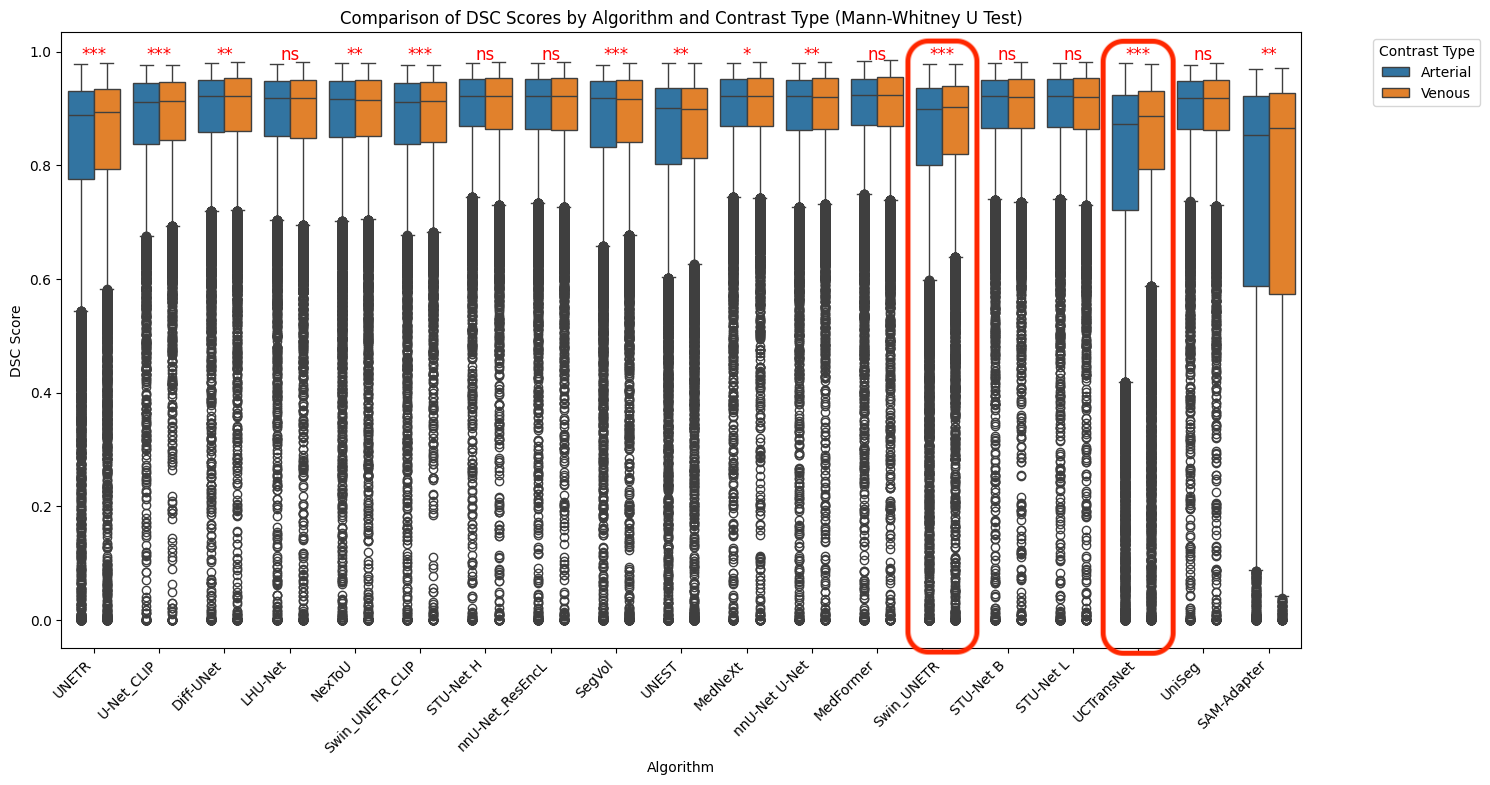 Comparison of DSC Scores by Algorithm and Contrast Type (Mann-Whitney U Test)
*** *** ** ns ** *** ns ns *** ** * ** ns *** ns ns *** ns **
Contrast Type
Arterial
Venous
DSC Score
1.0
0.8
0.6
0.4
0.2
0.0
UNETR
U-Net_CLIP
Diff-UNet
LHU-Net
NexToU
Swin_UNETR_CLIP
STU-Net H
nnU-Net_ResEncL
SegVol
UNEST
MedNeXt
nnU-Net U-Net
MedFormer
Swin_UNETR
STU-Net B
STU-Net L
UCTransNet
UniSeg
SAM-Adapter
Algorithm